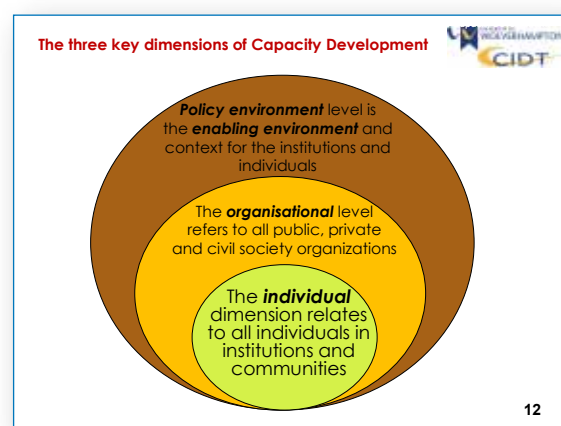 The three key dimensions of Capacity Development
WOLVERHAMPTON
CIDT
Policy environment level is
the enabling environment and
context for the institutions and
individuals
The organisational level
refers to all public, private
and civil society organizations
The individual
dimension relates
to all individuals in
institutions and
communities
12